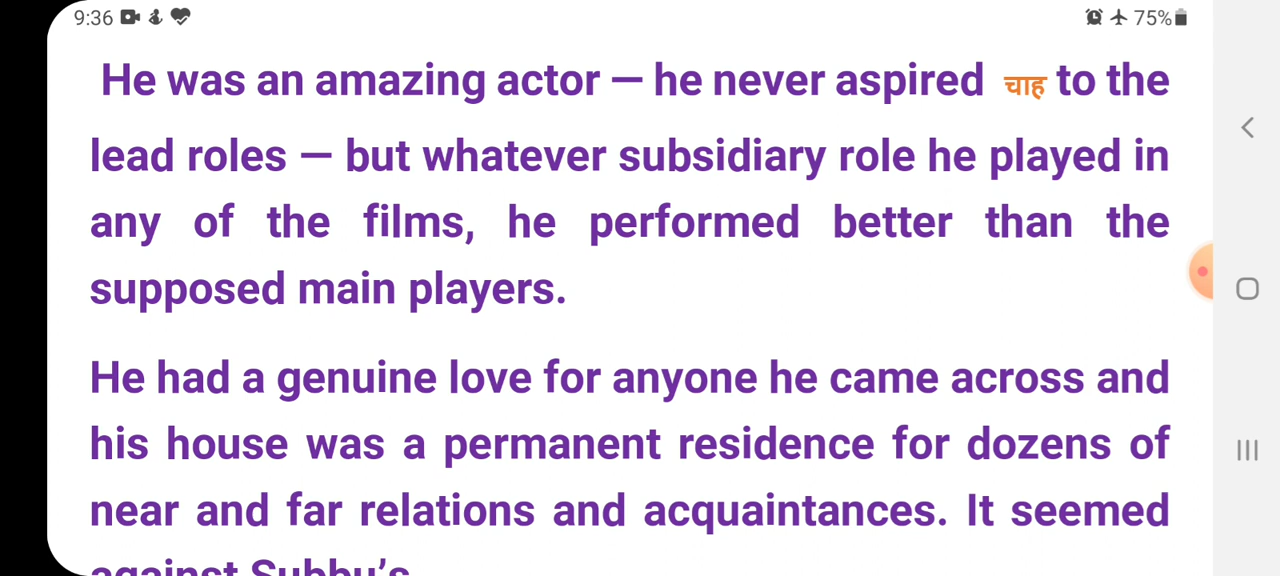 9:36
75%
He was an amazing actor — he never aspired चाह to the
lead roles — but whatever subsidiary role he played in
any of the films, he performed better than the
supposed main players.
He had a genuine love for anyone he came across and
his house was a permanent residence for dozens of
near and far relations and acquaintances. It seemed
against Subbu's